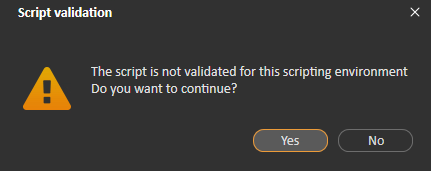 Script validation
The script is not validated for this scripting environment
Do you want to continue?
Yes
No